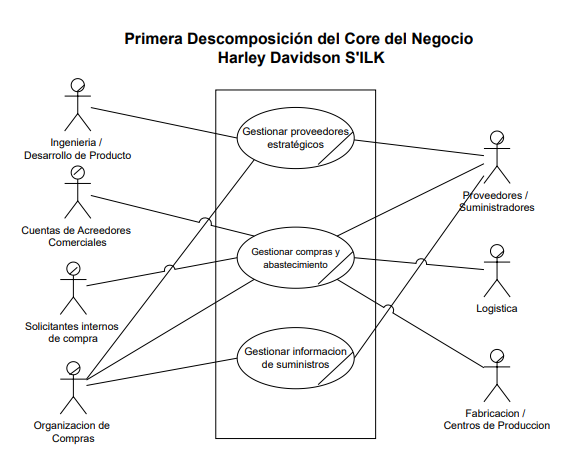 Primera Descomposición del Core del Negocio
Harley Davidson S'ILK
Ingenieria /
Desarrollo de Producto
Cuentas de Acreedores
Comerciales
Solicitantes internos
de compra
Organizacion de
Compras
Gestionar proveedores
estratégicos
Gestionar compras y
abastecimiento
Gestionar informacion
de suministros
Proveedores /
Suministradores
Logistica
Fabricacion /
Centros de Produccion